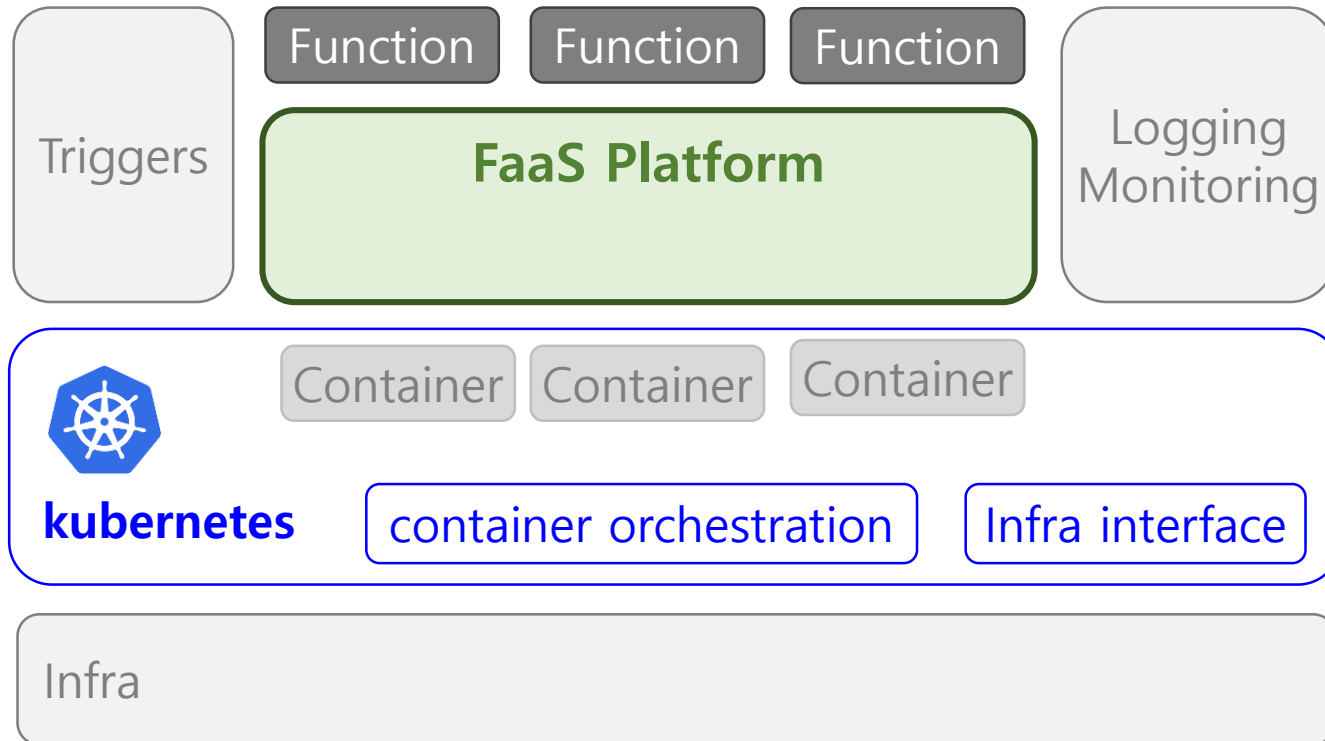 Function
Function
Function
Triggers
FaaS Platform
Logging
Monitoring
Container
Container
Container
kubernetes
container orchestration
Infra interface
Infra